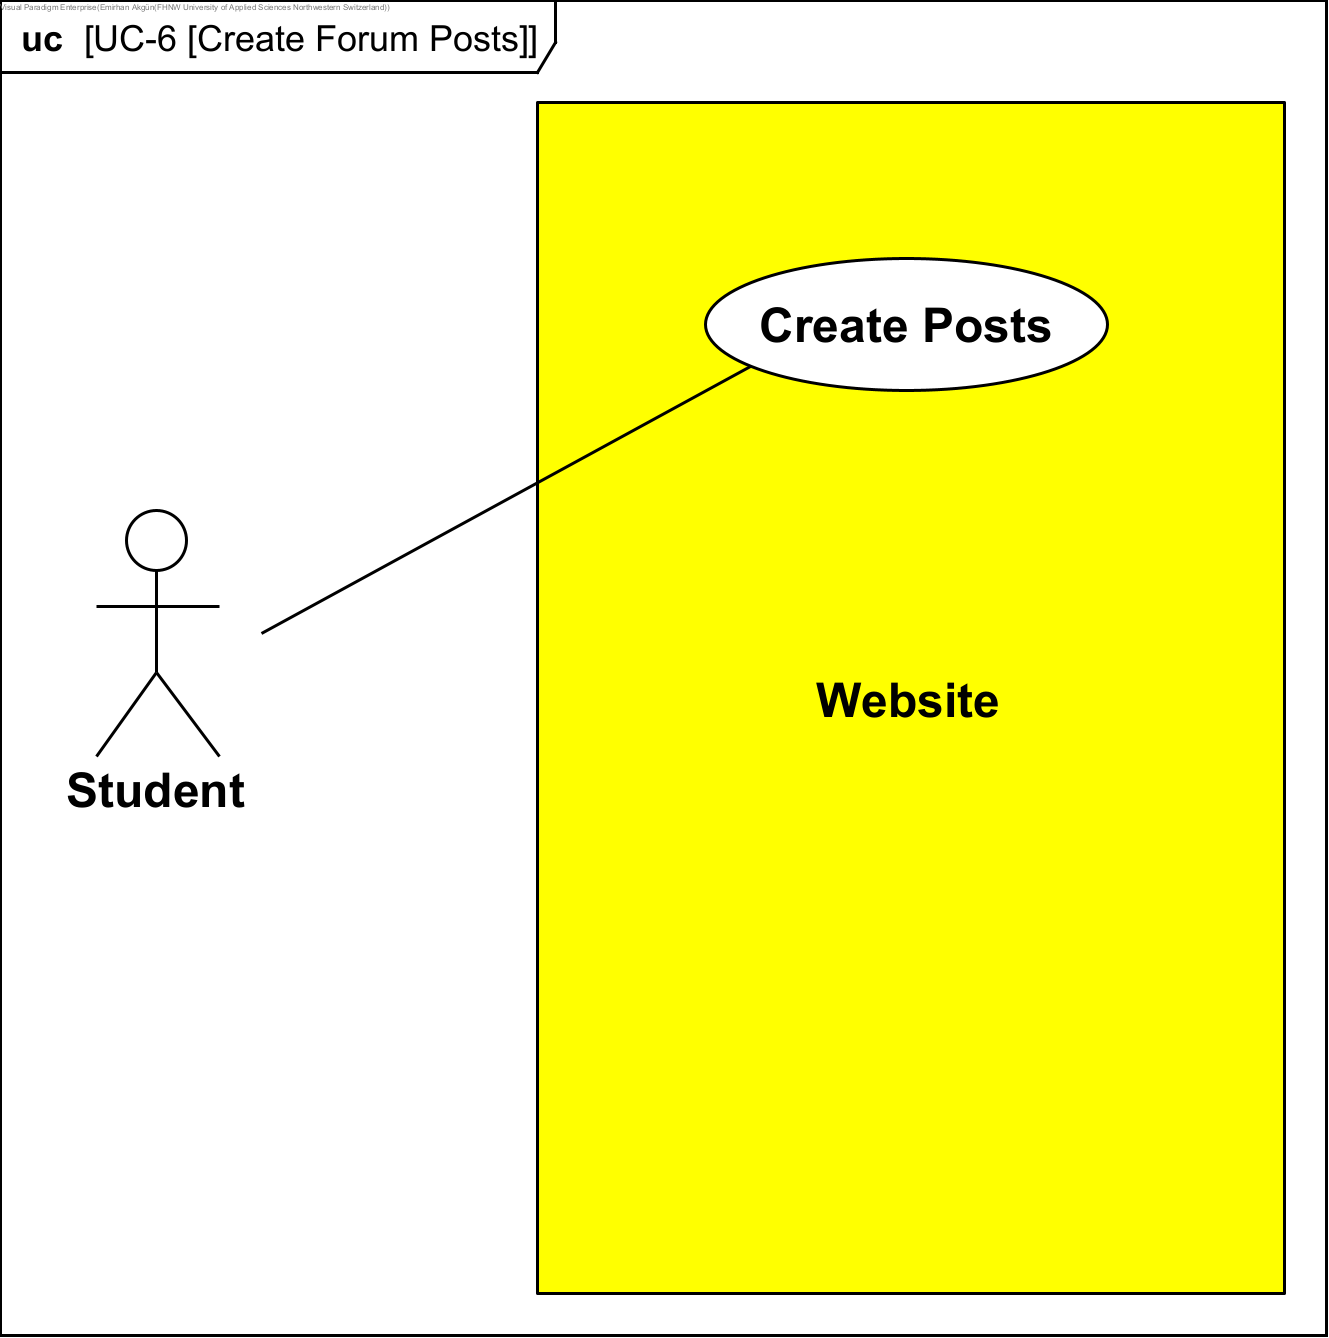 Visual Paradigm Enterprise(Emirhan Akgün(FHNW University of Applied Sciences Northwestern Switzerland))
uc [UC-6 [Create Forum Posts]]
Create Posts
Website
Student